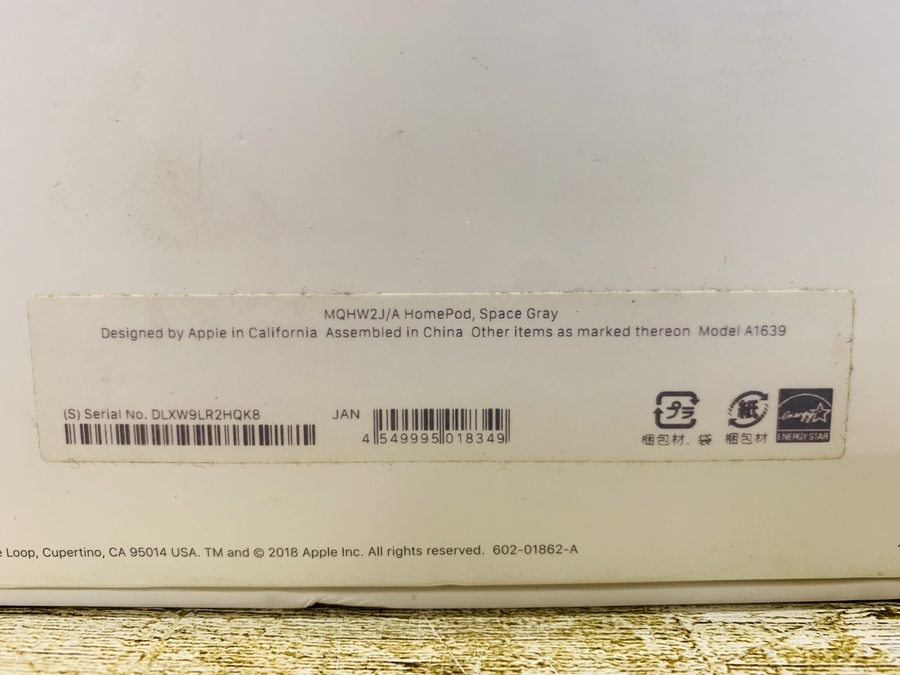 MQHW2J/A HomePod, Space Gray
Designed by Apple in California Assembled in China Other items as marked thereon Model A1639
(S) Serial No. DLXW9LR2HQK8
JAN
4 549995 018349
プラ
紙
energy
ENERGY STAR
梱包材、袋
梱包材
e Loop, Cupertino, CA 95014 USA. TM and © 2018 Apple Inc. All rights reserved. 602-01862-A